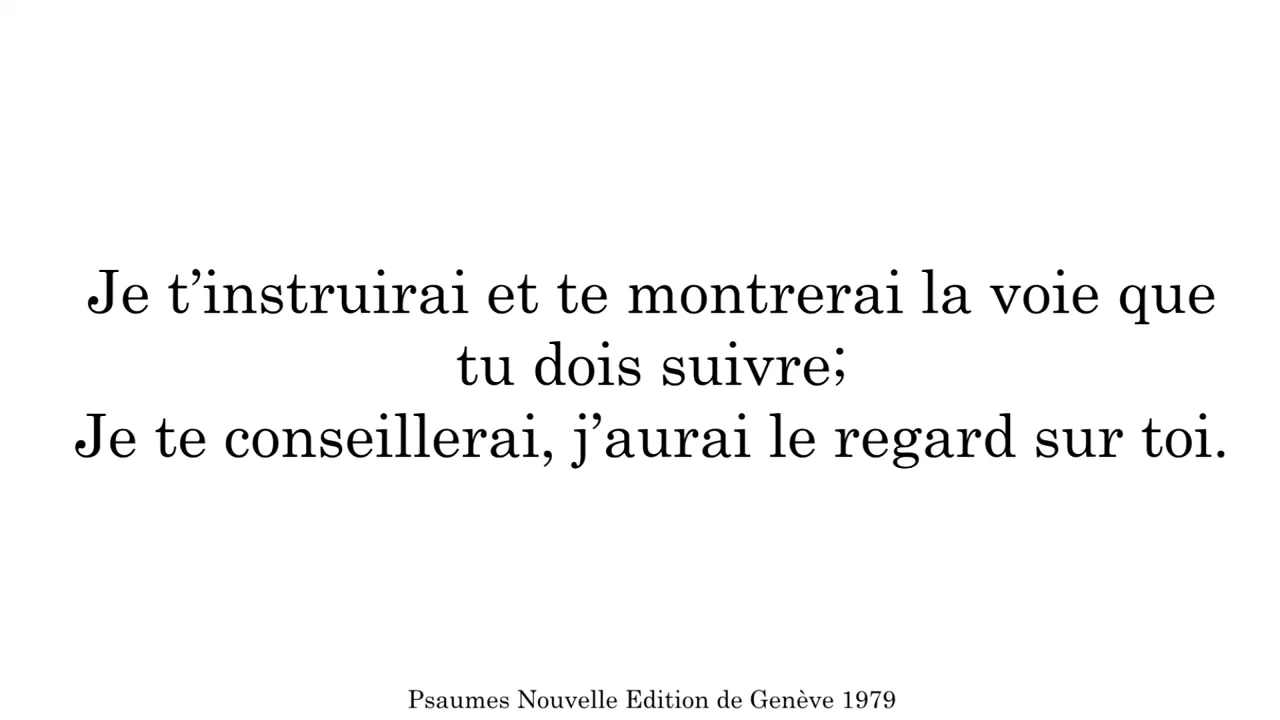 Je t’instruirai et te montrerai la voie que
tu dois suivre;
Je te conseillerai, j’aurai le regard sur toi.
Psaumes Nouvelle Edition de Genève 1979